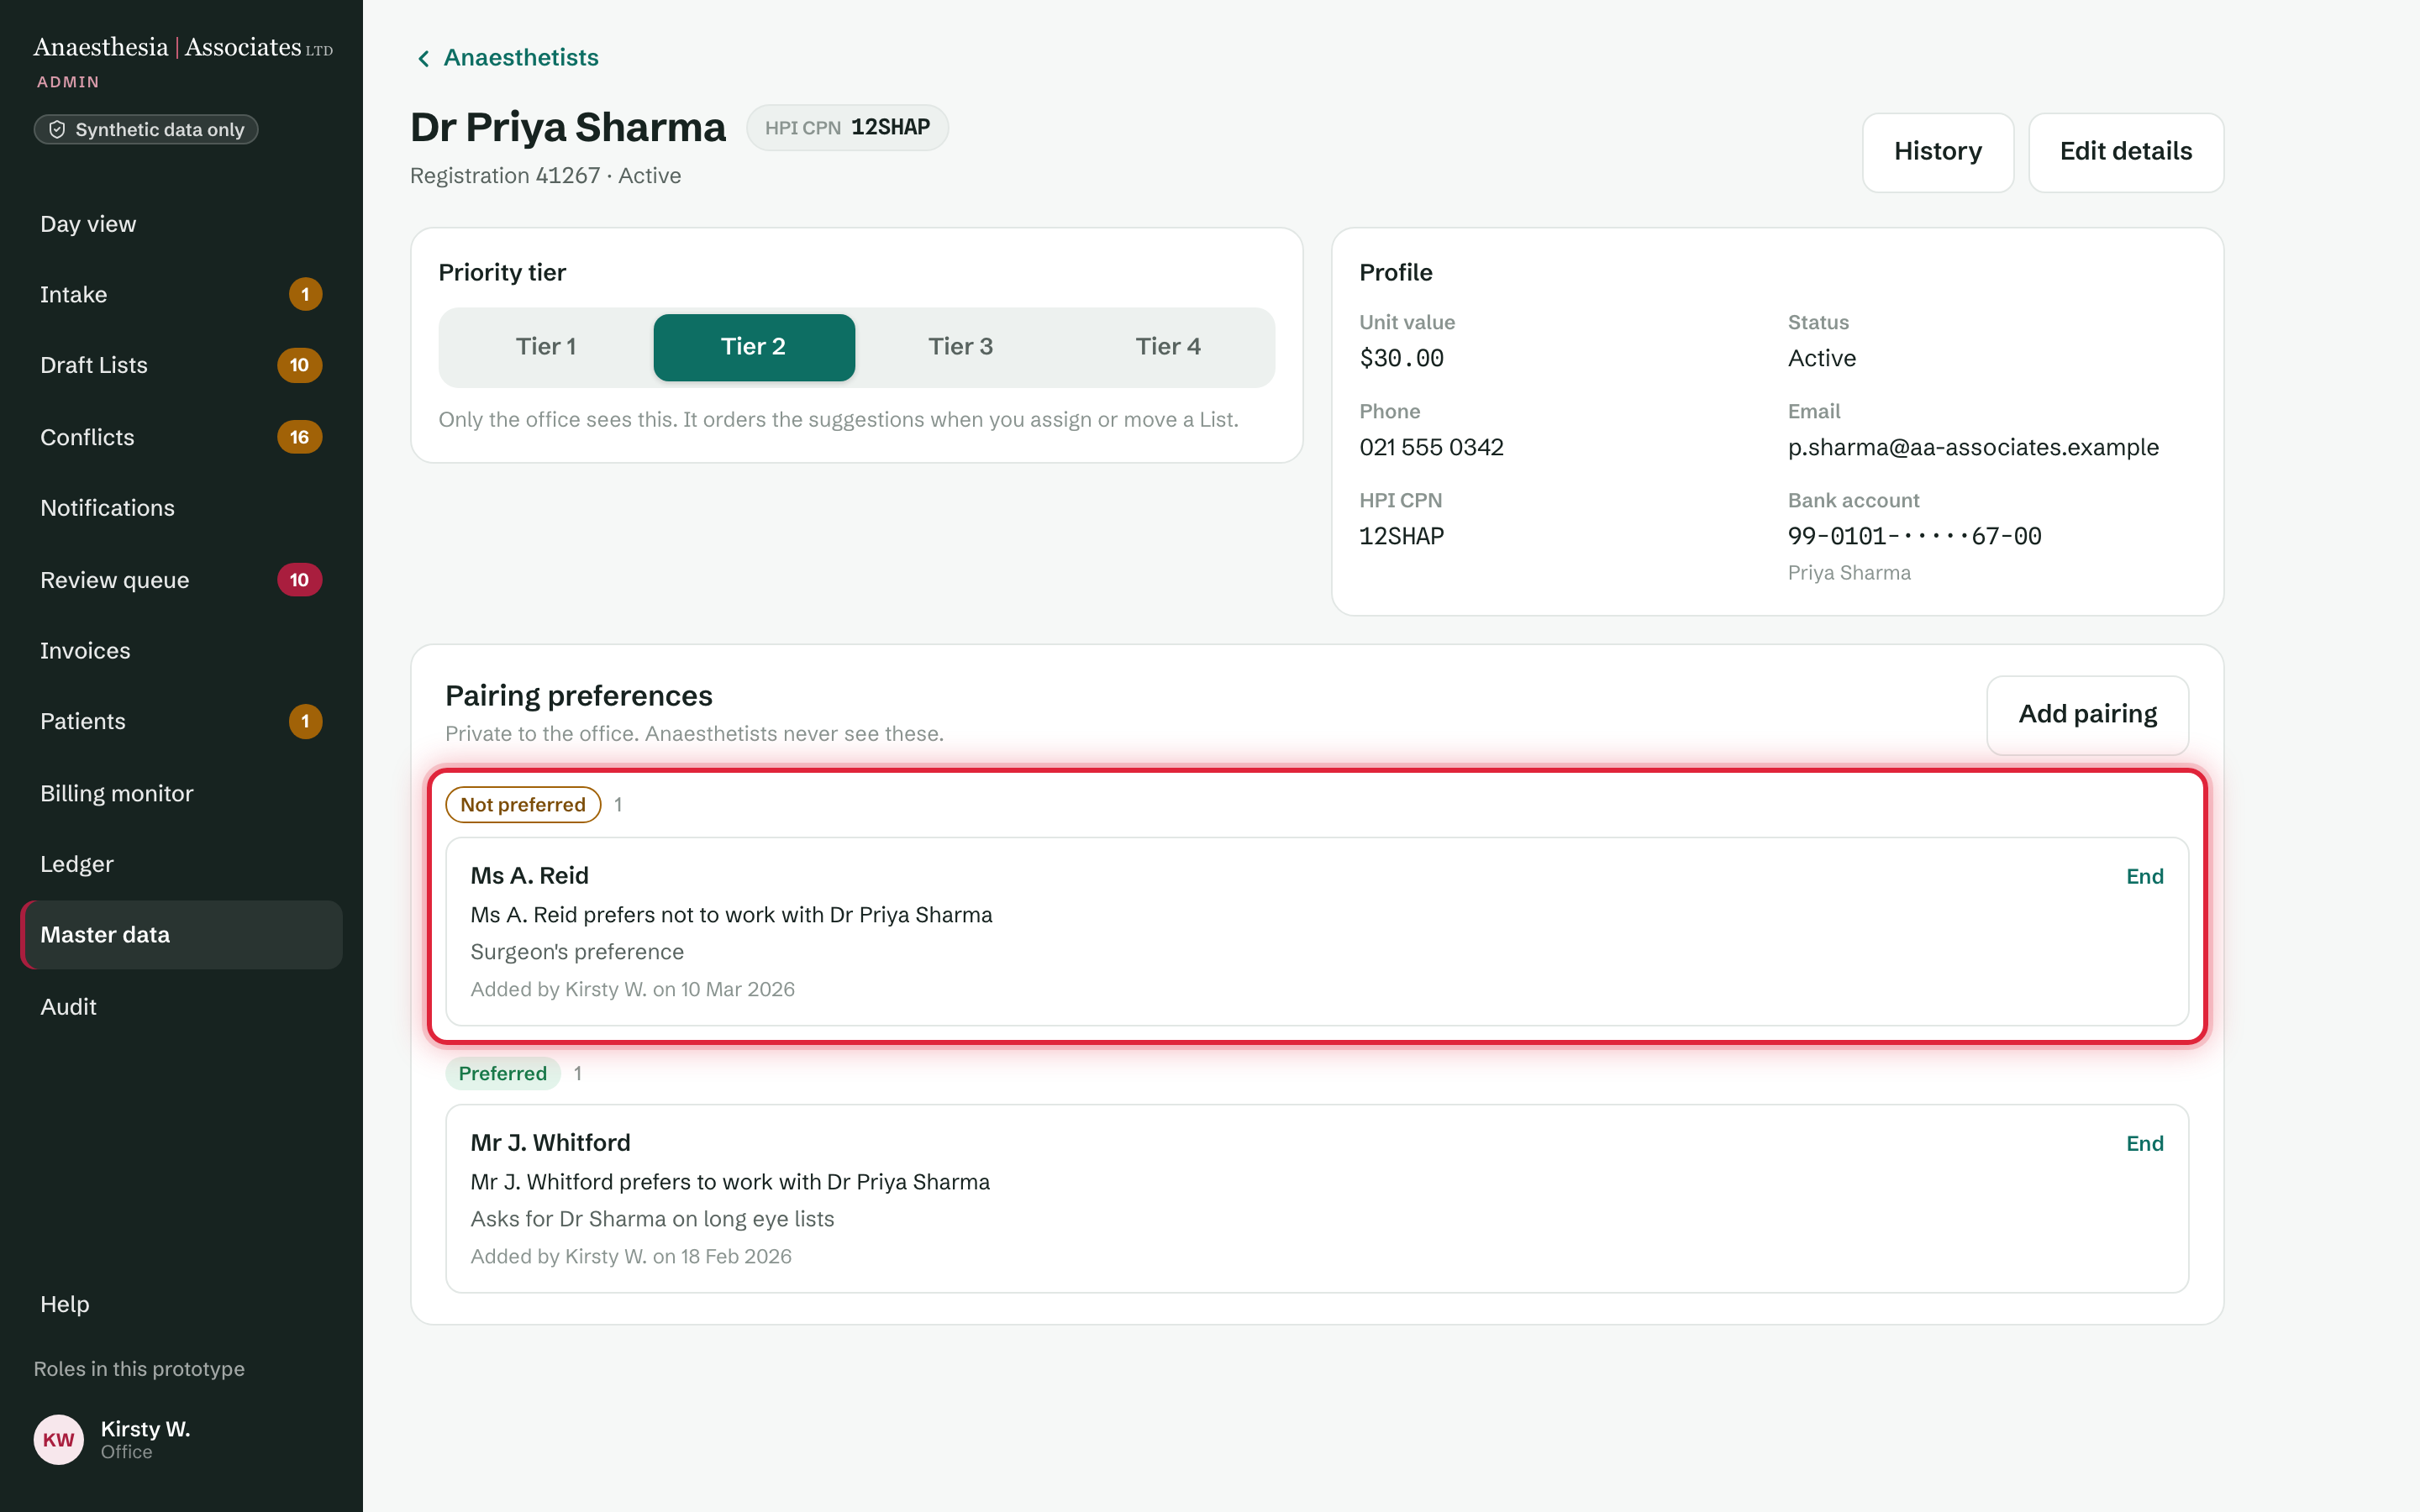 Anaesthesia | Associates LTD
ADMIN
Synthetic data only
Day view
Intake 1
Draft Lists 10
Conflicts 16
Notifications
Review queue 10
Invoices
Patients 1
Billing monitor
Ledger
Master data
Audit
Help
Roles in this prototype
KW Kirsty W.
Office
Anaesthetists
Dr Priya Sharma HPI CPN 12SHAP
Registration 41267 · Active
History Edit details
Priority tier
Tier 1 Tier 2 Tier 3 Tier 4
Only the office sees this. It orders the suggestions when you assign or move a List.
Profile
Unit value Status
$30.00 Active
Phone Email
021 555 0342 p.sharma@aa-associates.example
HPI CPN Bank account
12SHAP 99-0101-·····67-00
Priya Sharma
Pairing preferences
Private to the office. Anaesthetists never see these.
Add pairing
Not preferred 1
Ms A. Reid End
Ms A. Reid prefers not to work with Dr Priya Sharma
Surgeon's preference
Added by Kirsty W. on 10 Mar 2026
Preferred 1
Mr J. Whitford End
Mr J. Whitford prefers to work with Dr Priya Sharma
Asks for Dr Sharma on long eye lists
Added by Kirsty W. on 18 Feb 2026